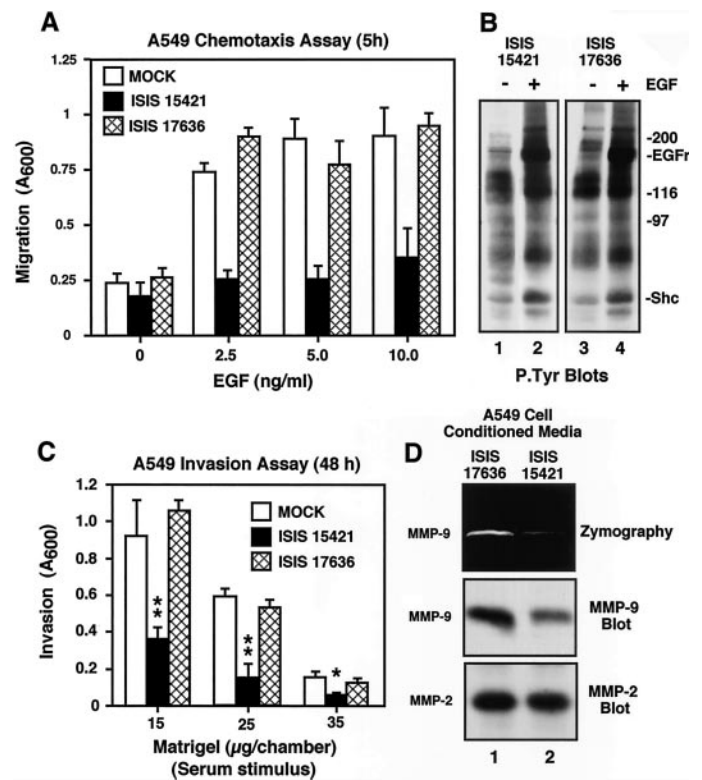 A
A549 Chemotaxis Assay (5h)
Migration (A600)
1.25
1
0.75
0.5
0.25
0
MOCK
ISIS 15421
ISIS 17636
0 2.5 5.0 10.0
EGF (ng/ml)
B
ISIS 15421 ISIS 17636
- + - + EGF
-200
-EGFr
-116
-97
-Shc
1 2 3 4
P.Tyr Blots
C
A549 Invasion Assay (48 h)
Invasion (A600)
1.2
1.0
0.8
0.6
0.4
0.2
0
MOCK
ISIS 15421
ISIS 17636
** ** *
15 25 35
Matrigel (µg/chamber)
(Serum stimulus)
D
A549 Cell
Conditioned Media
ISIS 17636 ISIS 15421
MMP-9 Zymography
MMP-9 MMP-9 Blot
MMP-2 MMP-2 Blot
1 2